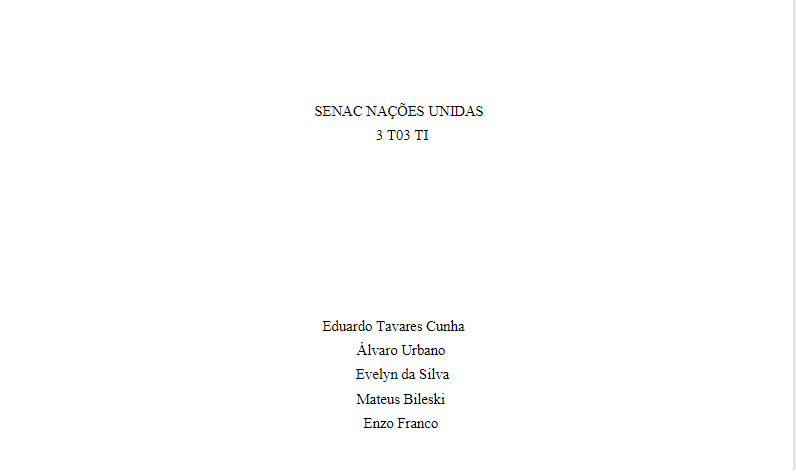 SENAC NAÇÕES UNIDAS
3 T03 TI
Eduardo Tavares Cunha
Álvaro Urbano
Evelyn da Silva
Mateus Bileski
Enzo Franco